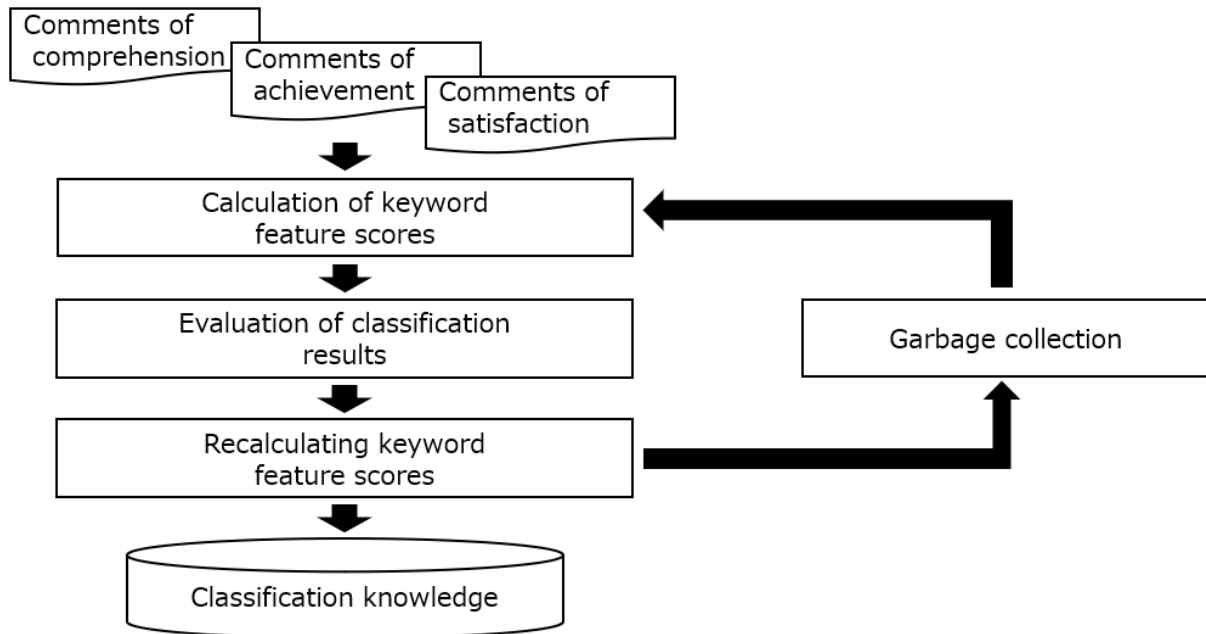 Comments of
comprehension
Comments of
achievement
Comments of
satisfaction
Calculation of keyword
feature scores
Evaluation of classification
results
Garbage collection
Recalculating keyword
feature scores
Classification knowledge